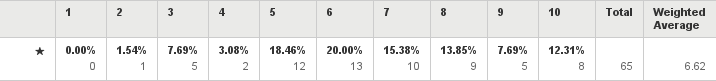 1 2 3 4 5 6 7 8 9 10 Total Weighted Average
★ 0.00% 1.54% 7.69% 3.08% 18.46% 20.00% 15.38% 13.85% 7.69% 12.31%
0 1 5 2 12 13 10 9 5 8 65 6.62